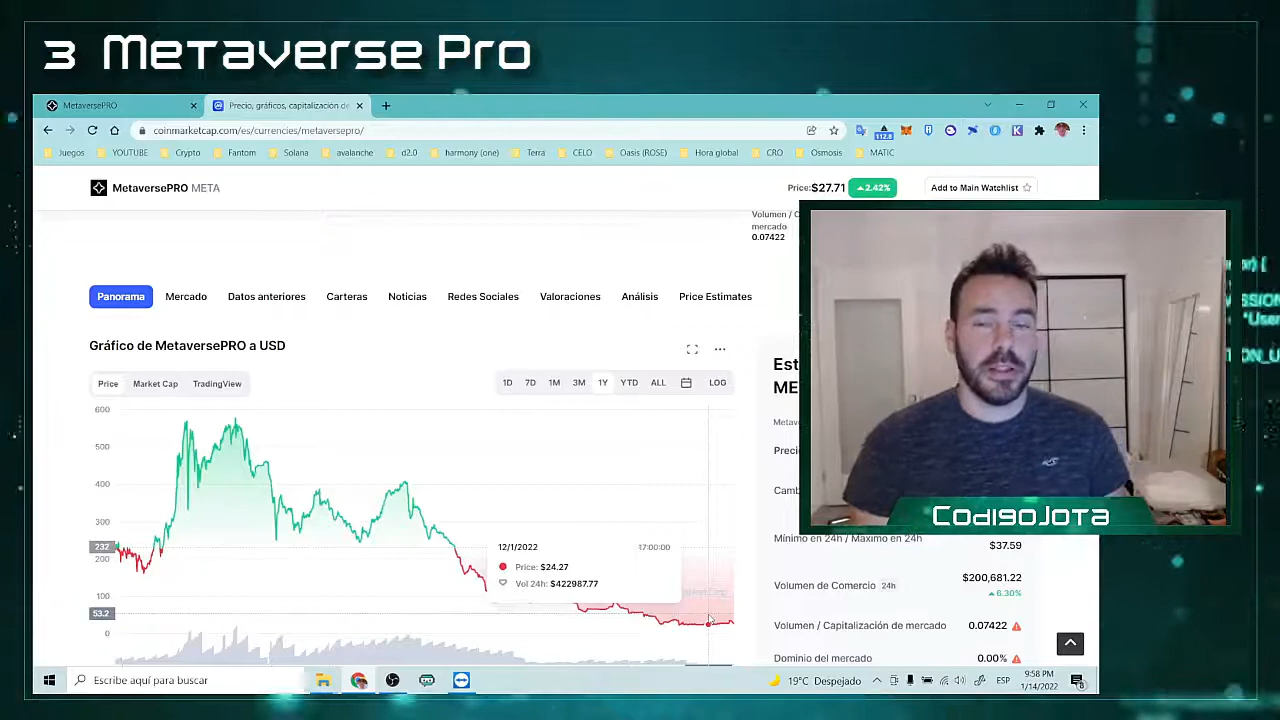 3 Metaverse Pro
MetaversePRO
Precio, gráficos, capitalización de
coinmarketcap.com/es/currencies/metaversepro/
112.8
Juegos YOUTUBE Crypto Fantom Solana avalanche d2.0 harmony (one) Terra CELO Oasis (ROSE) Hora global CRO Osmosis MATIC
MetaversePRO META
Price: $27.71 2.42% Add to Main Watchlist
Volumen / C
mercado
0.07422
Panorama Mercado Datos anteriores Carteras Noticias Redes Sociales Valoraciones Análisis Price Estimates
Gráfico de MetaversePRO a USD
Price Market Cap TradingView
1D 7D 1M 3M 1Y YTD ALL LOG
600
500
400
300
232
200
100
53.2
0
12/1/2022 17:00:00
Price: $24.27
Vol 24h: $422987.77
Est
ME
Metav
Preci
Camb
Mínimo en 24h / Máximo en 24h
$37.59
Volumen de Comercio 24h
$200,681.22
6.30%
Volumen / Capitalización de mercado 0.07422
Dominio del mercado 0.00%
CodigoJota
Escribe aquí para buscar
19°C Despejado
ESP
9:58 PM
1/14/2022